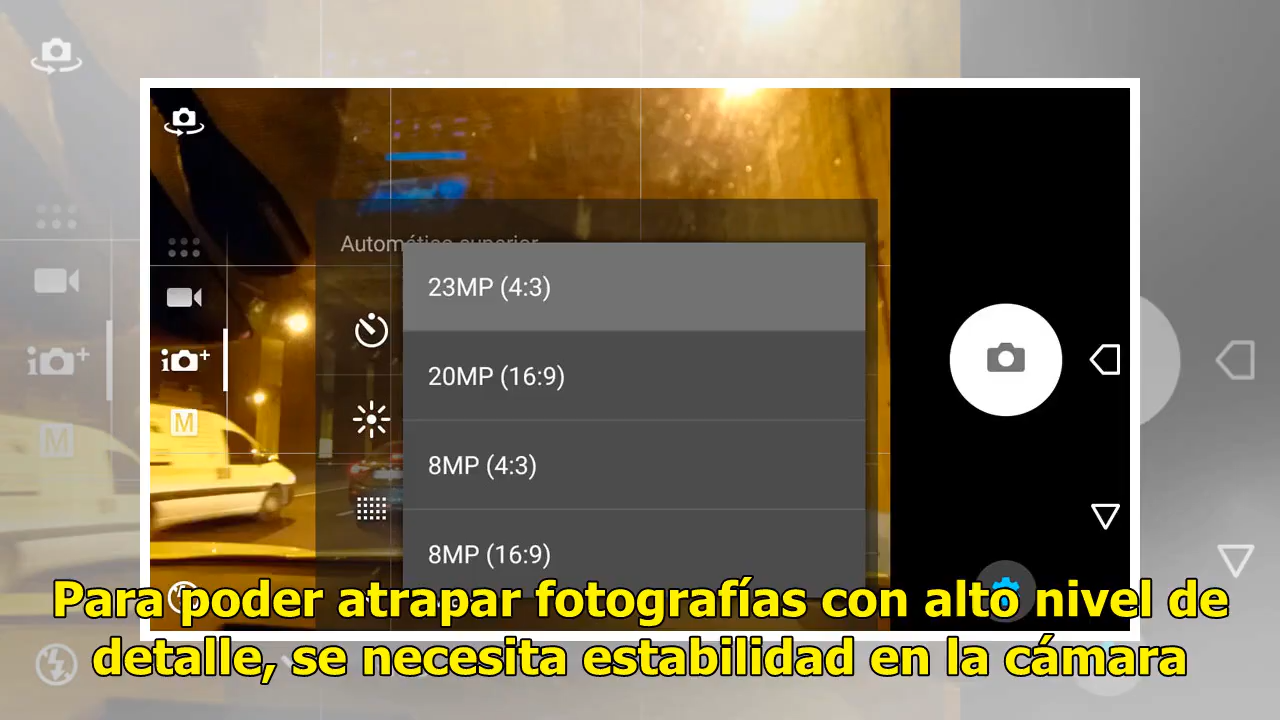 Automático superior
23MP (4:3)
20MP (16:9)
8MP (4:3)
8MP (16:9)
i +
M
Para poder atrapar fotografías con alto nivel de
detalle, se necesita estabilidad en la cámara